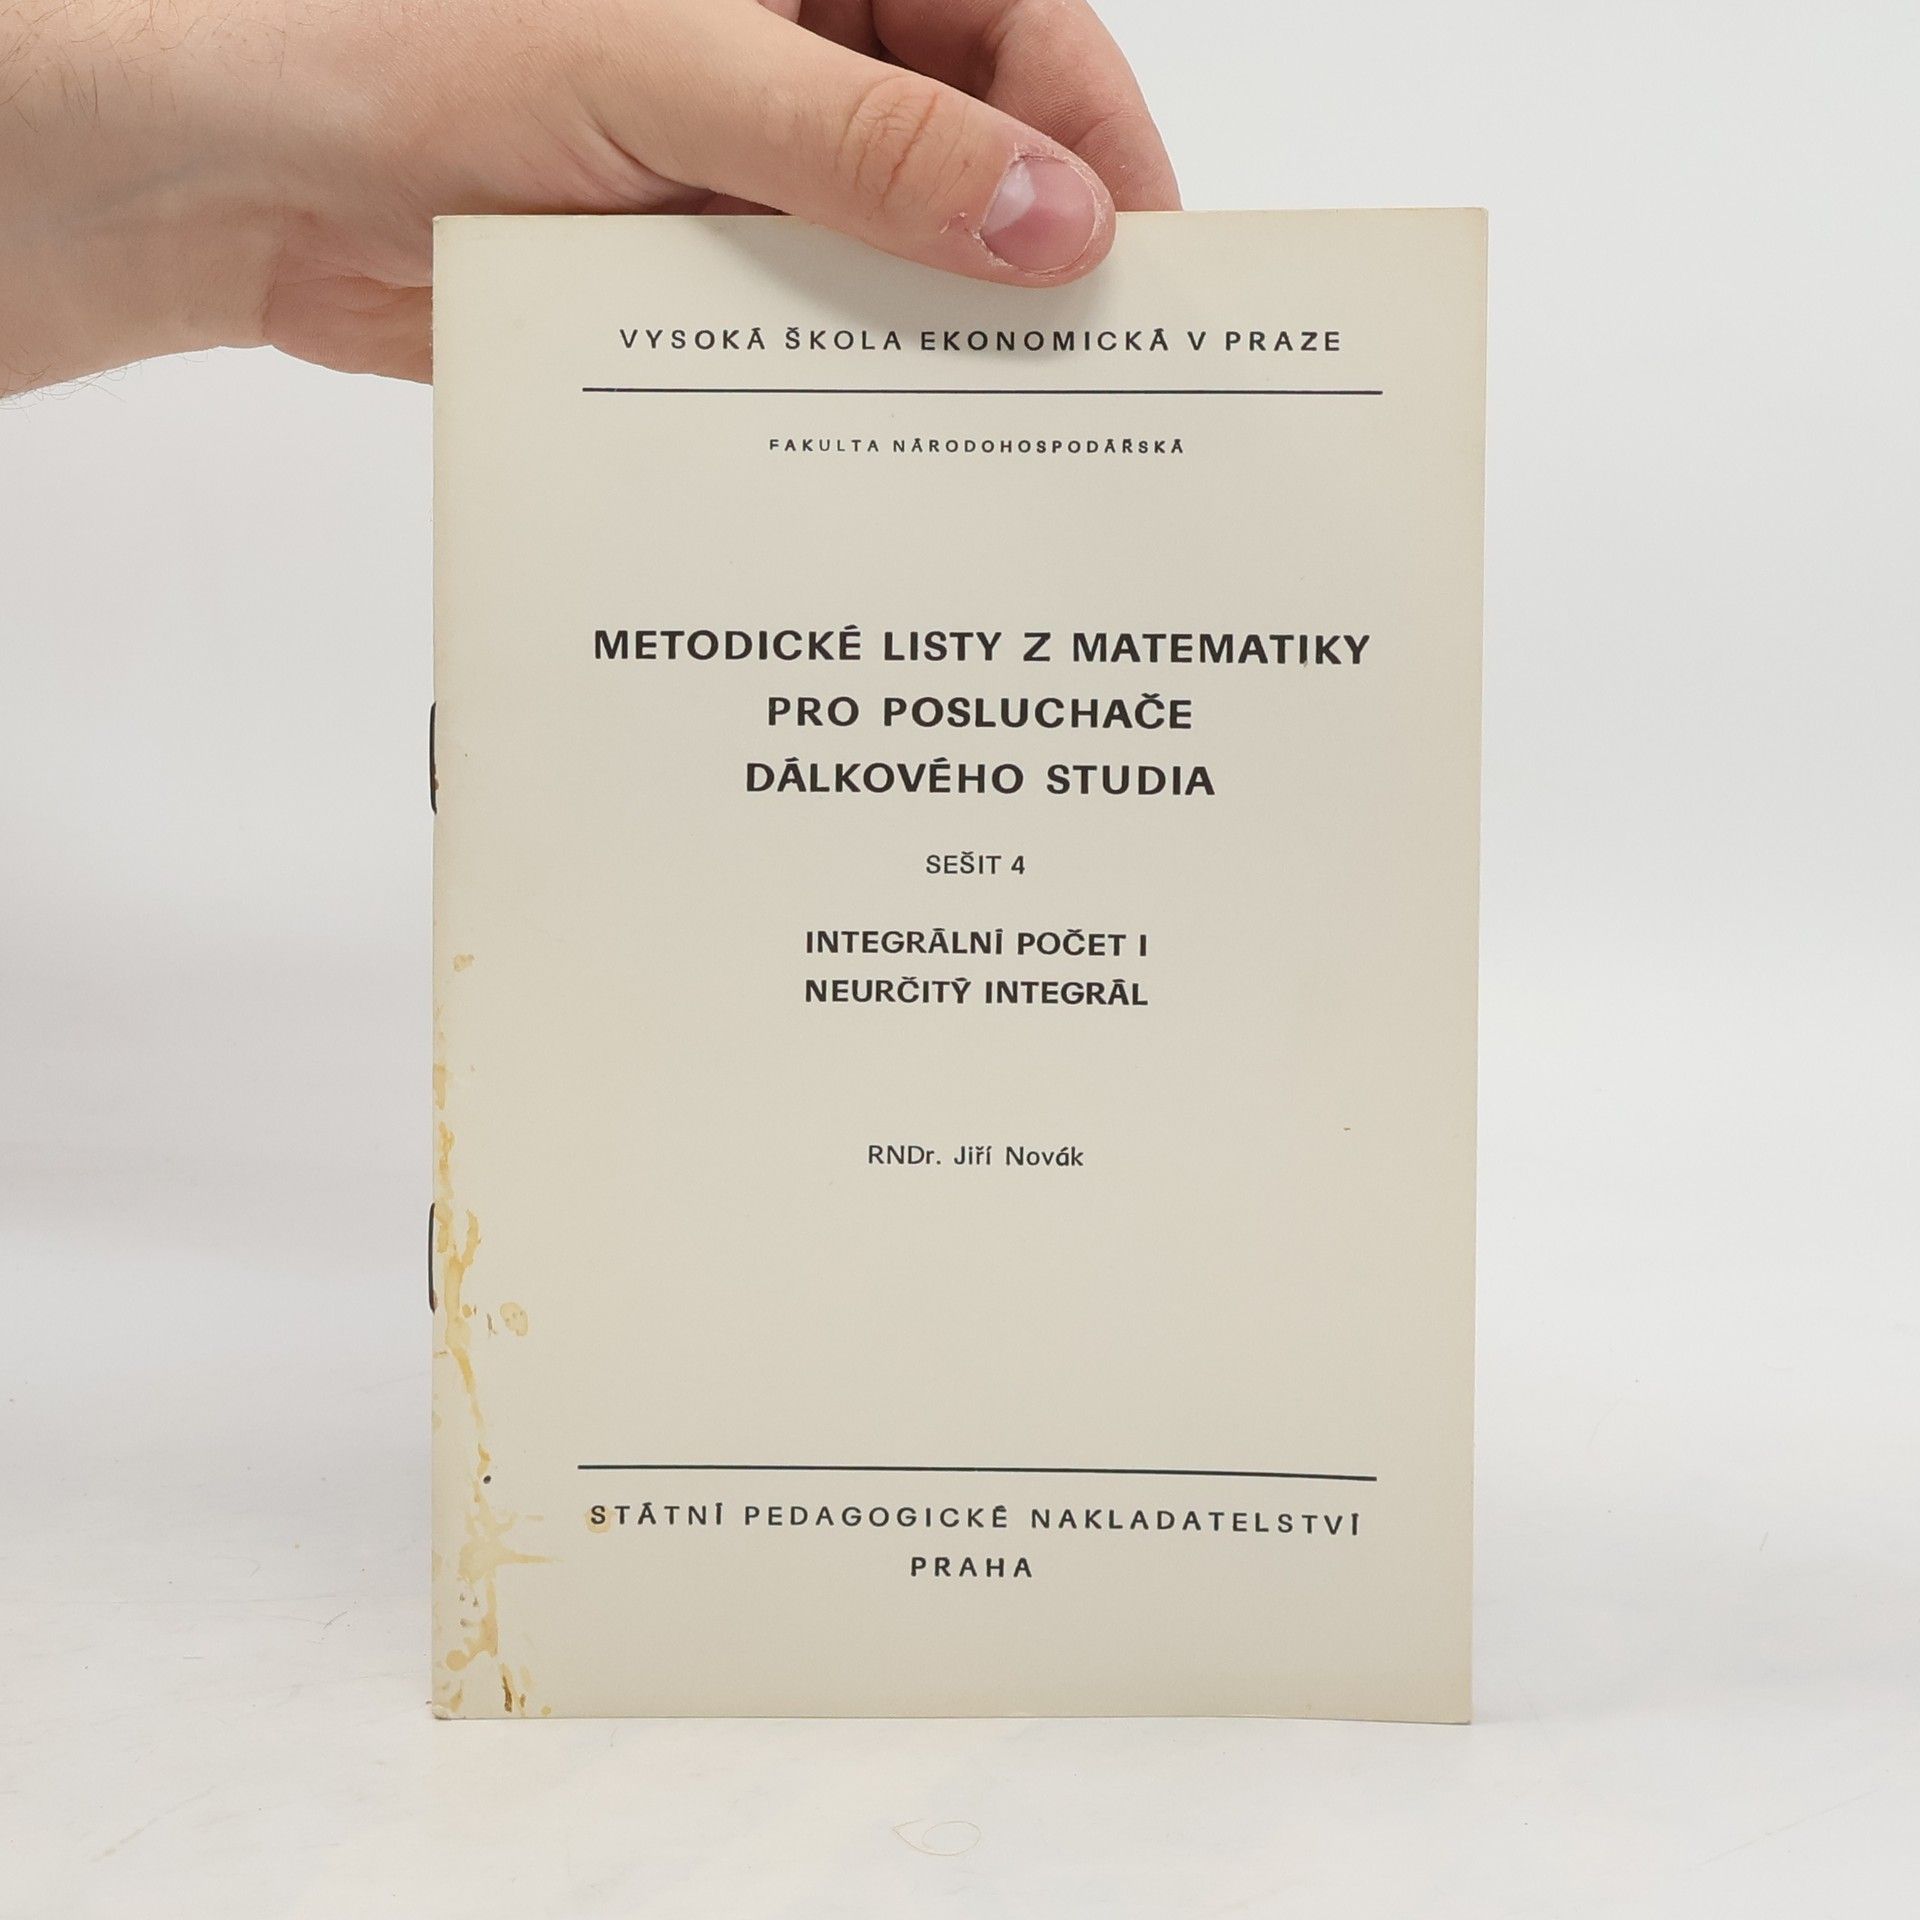 VYSOKÁ ŠKOLA EKONOMICKÁ V PRAZE
FAKULTA NÁRODOHOSPODÁŘSKÁ
METODICKÉ LISTY Z MATEMATIKY
PRO POSLUCHAČE
DÁLKOVÉHO STUDIA
SEŠIT 4
INTEGRÁLNÍ POČET I
NEURČITÝ INTEGRÁL
RNDr. Jiří Novák
STÁTNÍ PEDAGOGICKÉ NAKLADATELSTVÍ
PRAHA